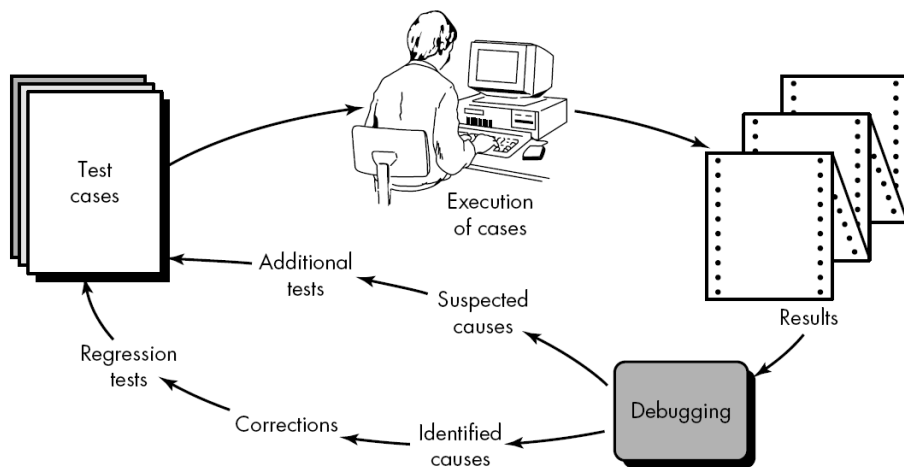 Test
cases
Execution
of cases
Results
Debugging
Suspected
causes
Additional
tests
Identified
causes
Corrections
Regression
tests